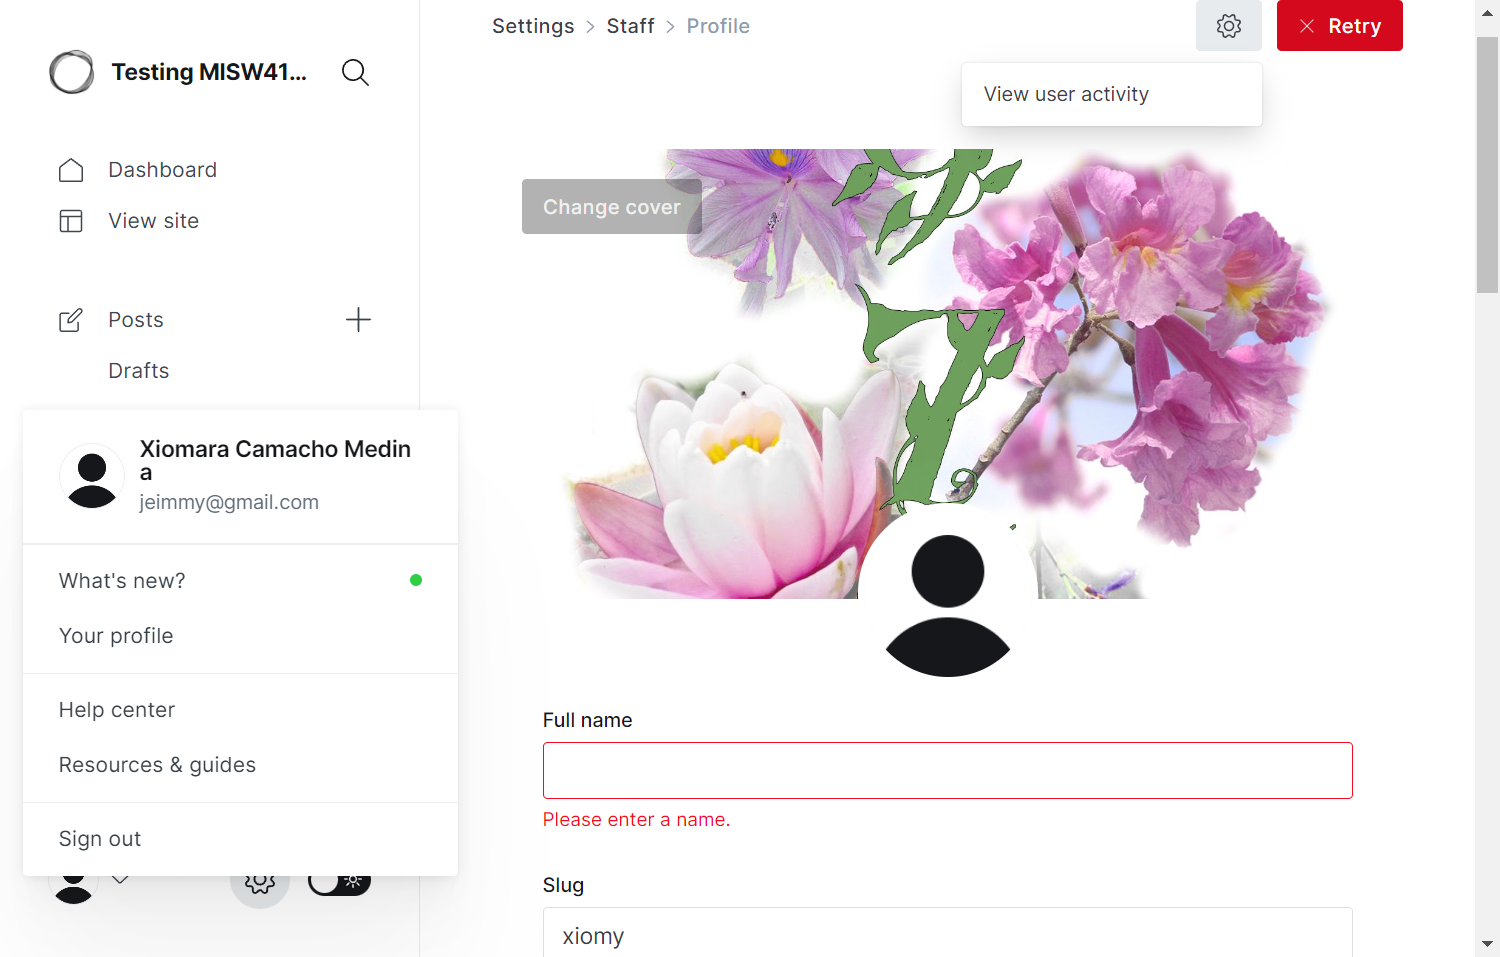 Testing MISW41...
Dashboard
View site
Posts
Drafts
Xiomara Camacho Medin
a
jeimmy@gmail.com
What's new?
Your profile
Help center
Resources & guides
Sign out
Settings > Staff > Profile
Retry
View user activity
Change cover
Full name
Please enter a name.
Slug
xiomy